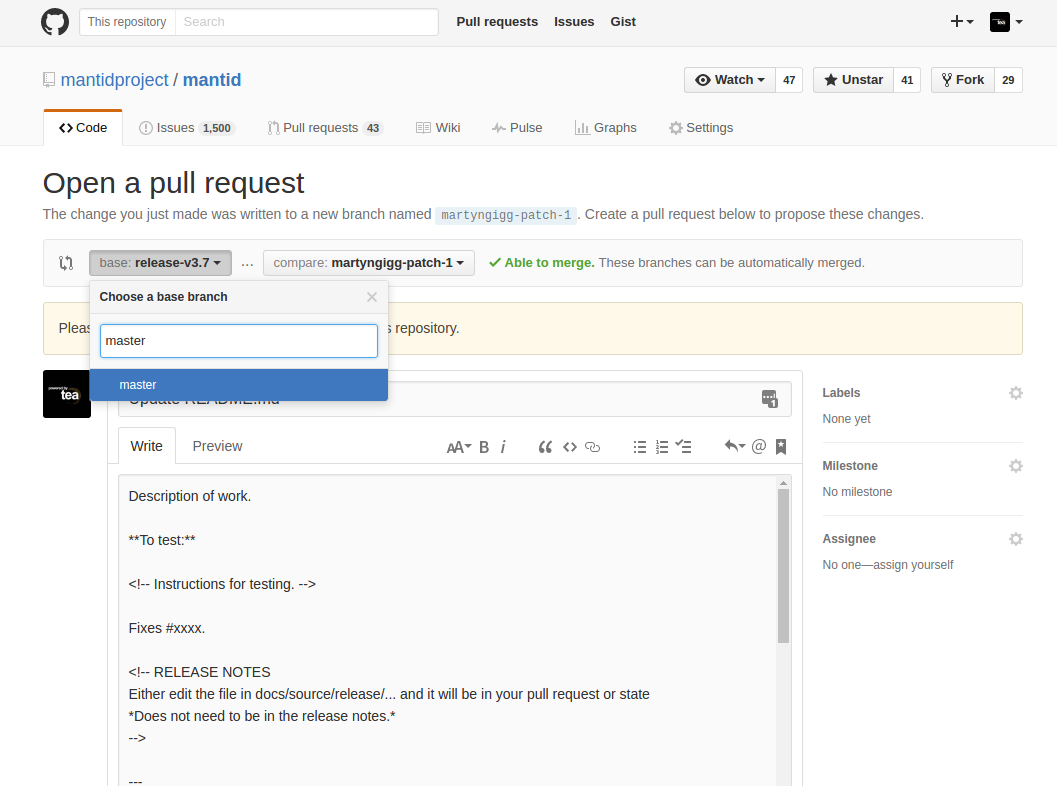 This repository Search Pull requests Issues Gist
mantidproject / mantid Watch 47 Unstar 41 Fork 29
Code Issues 1,500 Pull requests 43 Wiki Pulse Graphs Settings
Open a pull request
The change you just made was written to a new branch named martyngigg-patch-1. Create a pull request below to propose these changes.
base: release-v3.7 ... compare: martyngigg-patch-1 Able to merge. These branches can be automatically merged.
Choose a base branch
repository.
master
master
powered by
tea
Write Preview AA B i
Description of work.
**To test:**
<!-- Instructions for testing. -->
Fixes #xxxx.
<!-- RELEASE NOTES
Either edit the file in docs/source/release/... and it will be in your pull request or state
*Does not need to be in the release notes.*
-->
---
Labels
None yet
Milestone
No milestone
Assignee
No one—assign yourself